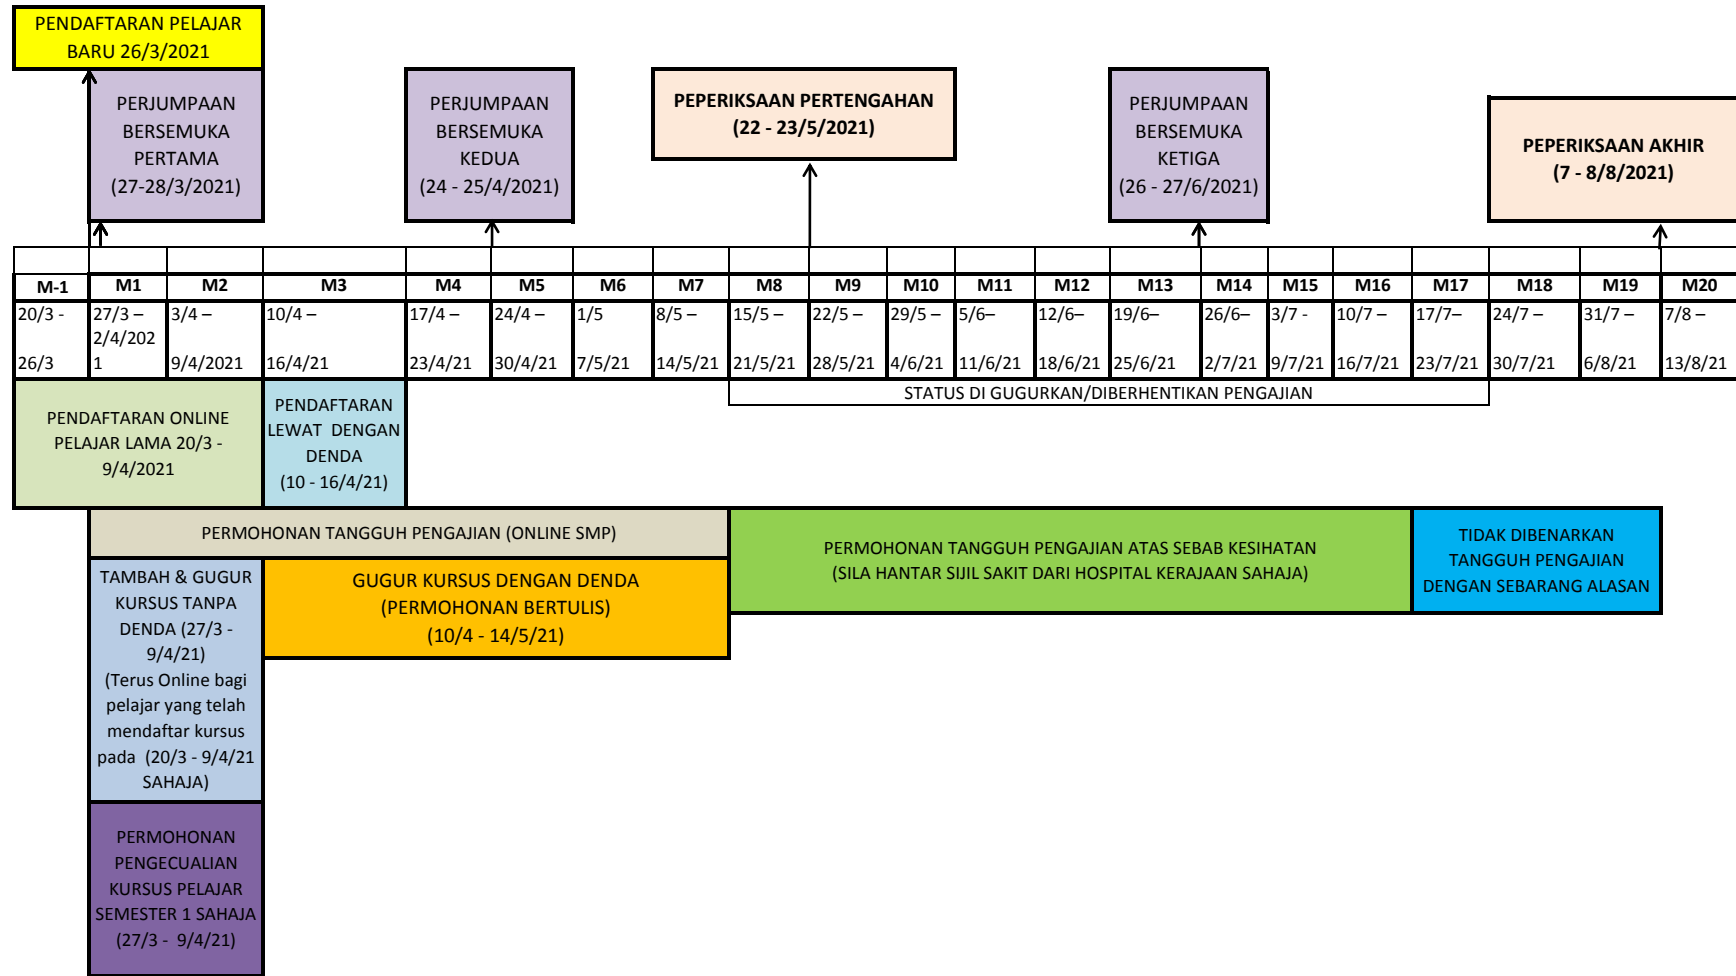 PENDAFTARAN PELAJAR
BARU 26/3/2021
PERJUMPAAN
BERSEMUKA
PERTAMA
(27-28/3/2021)
PERJUMPAAN
BERSEMUKA
KEDUA
(24 - 25/4/2021)
PEPERIKSAAN PERTENGAHAN
(22 - 23/5/2021)
PERJUMPAAN
BERSEMUKA
KETIGA
(26 - 27/6/2021)
PEPERIKSAAN AKHIR
(7 - 8/8/2021)
M-1 M1 M2 M3 M4 M5 M6 M7 M8 M9 M10 M11 M12 M13 M14 M15 M16 M17 M18 M19 M20
20/3 - 27/3 – 3/4 – 10/4 – 17/4 – 24/4 – 1/5 8/5 – 15/5 – 22/5 – 29/5 – 5/6– 12/6– 19/6– 26/6– 3/7 - 10/7 – 17/7– 24/7 – 31/7 – 7/8 –
2/4/202
26/3 1 9/4/2021 16/4/21 23/4/21 30/4/21 7/5/21 14/5/21 21/5/21 28/5/21 4/6/21 11/6/21 18/6/21 25/6/21 2/7/21 9/7/21 16/7/21 23/7/21 30/7/21 6/8/21 13/8/21
PENDAFTARAN ONLINE
PELAJAR LAMA 20/3 -
9/4/2021
PENDAFTARAN
LEWAT  DENGAN
DENDA
(10 - 16/4/21)
STATUS DI GUGURKAN/DIBERHENTIKAN PENGAJIAN
PERMOHONAN TANGGUH PENGAJIAN (ONLINE SMP)
PERMOHONAN TANGGUH PENGAJIAN ATAS SEBAB KESIHATAN
(SILA HANTAR SIJIL SAKIT DARI HOSPITAL KERAJAAN SAHAJA)
TIDAK DIBENARKAN
TANGGUH PENGAJIAN
DENGAN SEBARANG ALASAN
TAMBAH & GUGUR
KURSUS TANPA
DENDA (27/3 -
9/4/21)
(Terus Online bagi
pelajar yang telah
mendaftar kursus
pada  (20/3 - 9/4/21
SAHAJA)
GUGUR KURSUS DENGAN DENDA
(PERMOHONAN BERTULIS)
(10/4 - 14/5/21)
PERMOHONAN
PENGECUALIAN
KURSUS PELAJAR
SEMESTER 1 SAHAJA
(27/3 -  9/4/21)